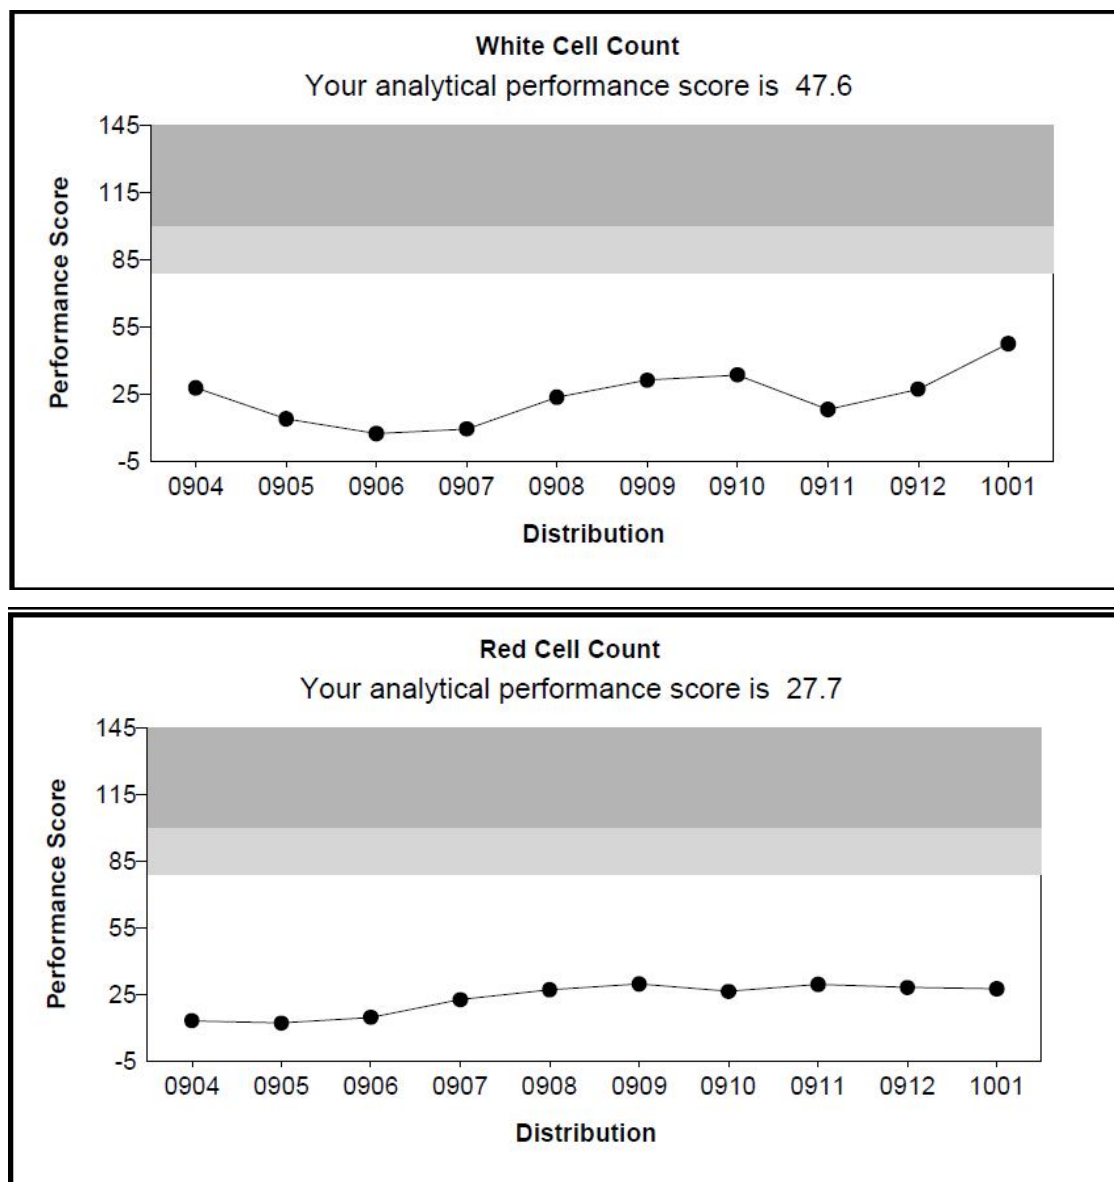 White Cell Count
Your analytical performance score is 47.6
145
115
85
55
25
-5
Performance Score
0904 0905 0906 0907 0908 0909 0910 0911 0912 1001
Distribution
Red Cell Count
Your analytical performance score is 27.7
145
115
85
55
25
-5
Performance Score
0904 0905 0906 0907 0908 0909 0910 0911 0912 1001
Distribution